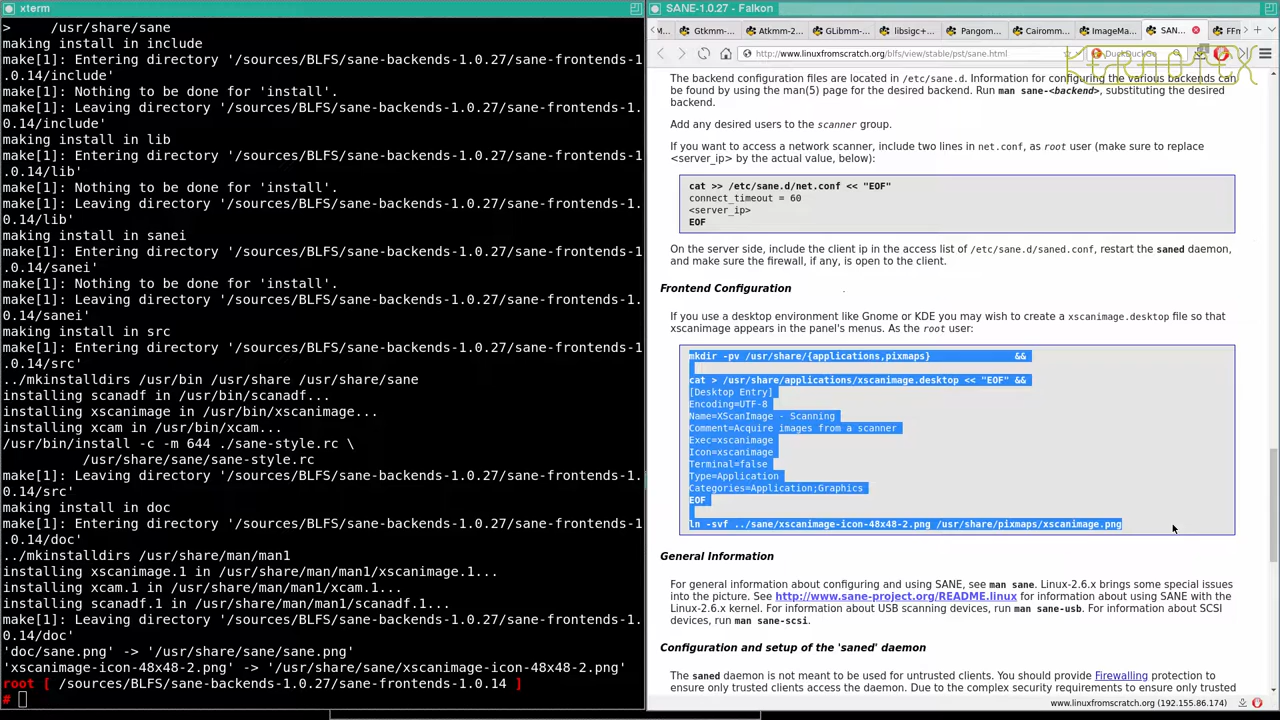 xterm
>      /usr/share/sane
making install in include
make[1]: Entering directory '/sources/BLFS/sane-backends-1.0.27/sane-frontends-1
.0.14/include'
make[1]: Nothing to be done for 'install'.
make[1]: Leaving directory '/sources/BLFS/sane-backends-1.0.27/sane-frontends-1
0.14/include'
making install in lib
make[1]: Entering directory '/sources/BLFS/sane-backends-1.0.27/sane-frontends-1
.0.14/lib'
make[1]: Nothing to be done for 'install'.
make[1]: Leaving directory '/sources/BLFS/sane-backends-1.0.27/sane-frontends-1.
0.14/lib'
making install in sanei
make[1]: Entering directory '/sources/BLFS/sane-backends-1.0.27/sane-frontends-1
.0.14/sanei'
make[1]: Nothing to be done for 'install'.
make[1]: Leaving directory '/sources/BLFS/sane-backends-1.0.27/sane-frontends-1.
0.14/sanei'
making install in src
make[1]: Entering directory '/sources/BLFS/sane-backends-1.0.27/sane-frontends-1
.0.14/src'
../mkinstalldirs /usr/bin /usr/share /usr/share/sane
installing scanadf in /usr/bin/scanadf...
installing xscanimage in /usr/bin/xscanimage...
installing xcam in /usr/bin/xcam...
/usr/bin/install -c -m 644 ./sane-style.rc \
/usr/share/sane/sane-style.rc
make[1]: Leaving directory '/sources/BLFS/sane-backends-1.0.27/sane-frontends-1.
0.14/src'
making install in doc
make[1]: Entering directory '/sources/BLFS/sane-backends-1.0.27/sane-frontends-1
.0.14/doc'
../mkinstalldirs /usr/share/man/man1
installing xscanimage.1 in /usr/share/man/man1/xscanimage.1...
installing xcam.1 in /usr/share/man/man1/xcam.1...
installing scanadf.1 in /usr/share/man/man1/scanadf.1...
make[1]: Leaving directory '/sources/BLFS/sane-backends-1.0.27/sane-frontends-1.
0.14/doc'
'doc/sane.png' -> '/usr/share/sane/sane.png'
'xscanimage-icon-48x48-2.png' -> '/usr/share/sane/xscanimage-icon-48x48-2.png'
root [ /sources/BLFS/sane-backends-1.0.27/sane-frontends-1.0.14 ]
#
SANE-1.0.27 - Falkon
M... Gtkmm-... Atkmm-2... GLibmm-... libsigc+... Pangom... Cairomm... ImageMa... SAN... FFn
http://www.linuxfromscratch.org/blfs/view/stable/pst/sane.html DuckDuckGo
KERNOTEX
The backend configuration files are located in /etc/sane.d. Information for configuring the various backends can
be found by using the man(5) page for the desired backend. Run man sane-<backend>, substituting the desired
backend.
Add any desired users to the scanner group.
If you want to access a network scanner, include two lines in net.conf, as root user (make sure to replace
<server_ip> by the actual value, below):
cat >> /etc/sane.d/net.conf << "EOF"
connect_timeout = 60
<server_ip>
EOF
On the server side, include the client ip in the access list of /etc/sane.d/saned.conf, restart the saned daemon,
and make sure the firewall, if any, is open to the client.
Frontend Configuration
If you use a desktop environment like Gnome or KDE you may wish to create a xscanimage.desktop file so that
xscanimage appears in the panel's menus. As the root user:
mkdir -pv /usr/share/{applications,pixmaps} &&
cat > /usr/share/applications/xscanimage.desktop << "EOF" &&
[Desktop Entry]
Encoding=UTF-8
Name=XScanImage - Scanning
Comment=Acquire images from a scanner
Exec=xscanimage
Icon=xscanimage
Terminal=false
Type=Application
Categories=Application;Graphics
EOF
ln -svf ../sane/xscanimage-icon-48x48-2.png /usr/share/pixmaps/xscanimage.png
General Information
For general information about configuring and using SANE, see man sane. Linux-2.6.x brings some special issues
into the picture. See http://www.sane-project.org/README.linux for information about using SANE with the
Linux-2.6.x kernel. For information about USB scanning devices, run man sane-usb. For information about SCSI
devices, run man sane-scsi.
Configuration and setup of the 'saned' daemon
The saned daemon is not meant to be used for untrusted clients. You should provide Firewalling protection to
ensure only trusted clients access the daemon. Due to the complex security requirements to ensure only trusted
www.linuxfromscratch.org (192.155.86.174)